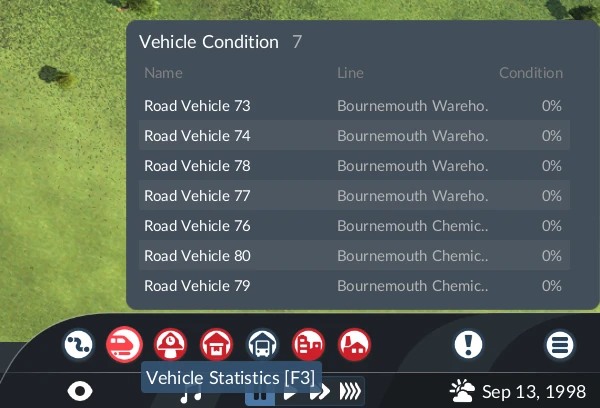 Vehicle Condition 7
Name Line Condition
Road Vehicle 73 Bournemouth Wareho. 0%
Road Vehicle 74 Bournemouth Wareho. 0%
Road Vehicle 78 Bournemouth Wareho. 0%
Road Vehicle 77 Bournemouth Wareho. 0%
Road Vehicle 76 Bournemouth Chemic.. 0%
Road Vehicle 80 Bournemouth Chemic.. 0%
Road Vehicle 79 Bournemouth Chemic.. 0%
Vehicle Statistics [F3]
Sep 13, 1998